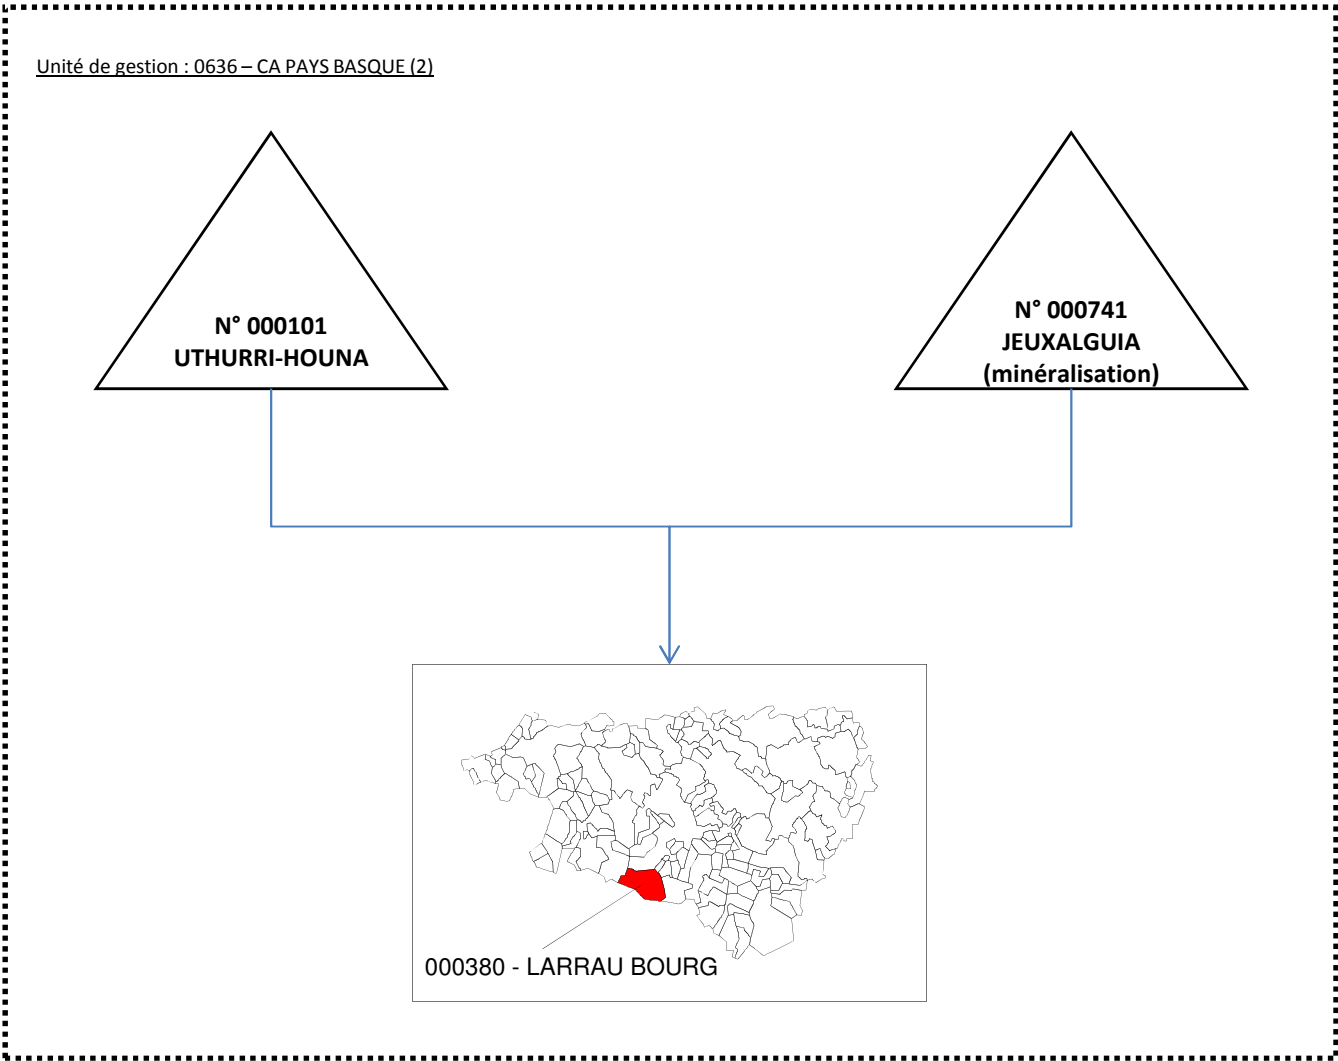 Unité de gestion : 0636 – CA PAYS BASQUE (2)
N° 000101
UTHURRI-HOUNA
N° 000741
JEUXALGUIA
(minéralisation)
000380 - LARRAU BOURG